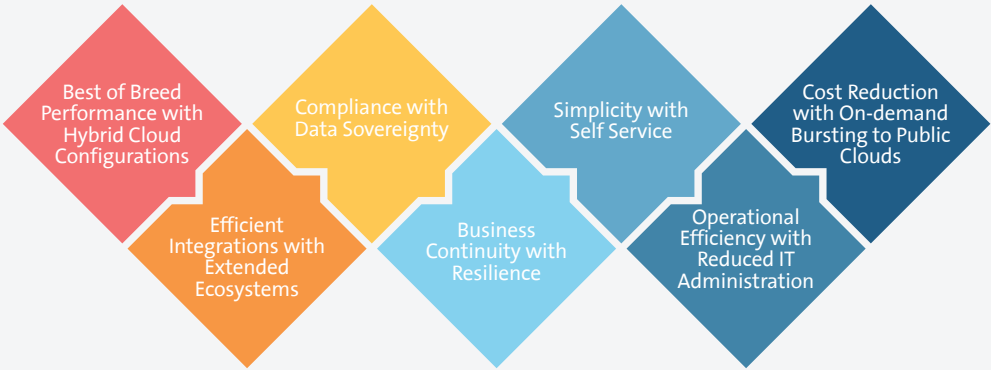 Best of Breed
Performance with
Hybrid Cloud
Configurations
Efficient
Integrations with
Extended
Ecosystems
Compliance with
Data Sovereignty
Business
Continuity with
Resilience
Simplicity with
Self Service
Operational
Efficiency with
Reduced IT
Administration
Cost Reduction
with On-demand
Bursting to Public
Clouds